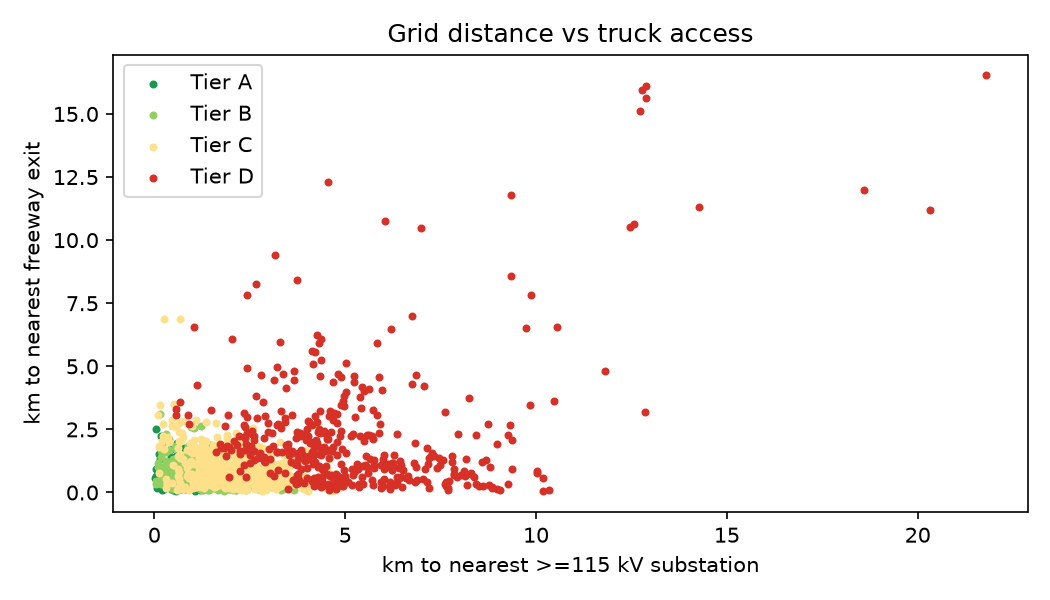 Grid distance vs truck access
Tier A
Tier B
Tier C
Tier D
km to nearest freeway exit
15.0
12.5
10.0
7.5
5.0
2.5
0.0
0
5
10
15
20
km to nearest >=115 kV substation